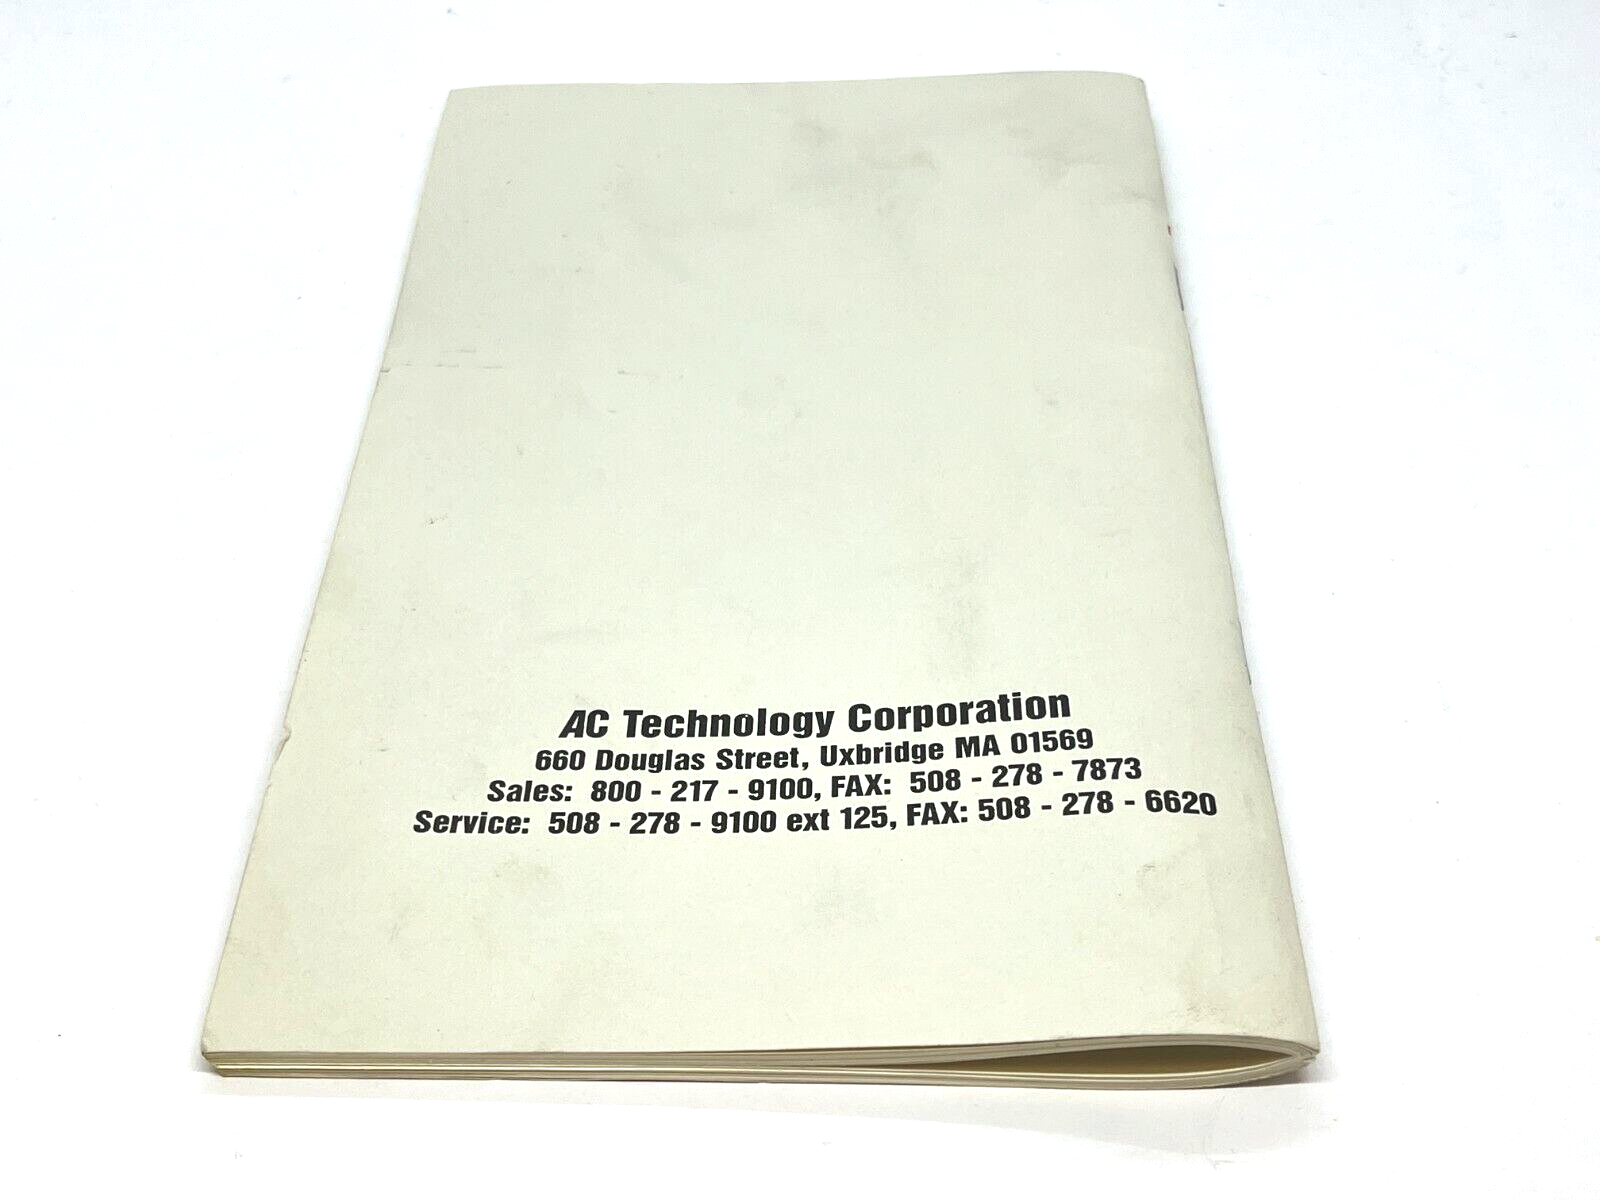 AC Technology Corporation
660 Douglas Street, Uxbridge MA 01569
Sales: 800 - 217 - 9100, FAX: 508 - 278 - 7873
Service: 508 - 278 - 9100 ext 125, FAX: 508 - 278 - 6620